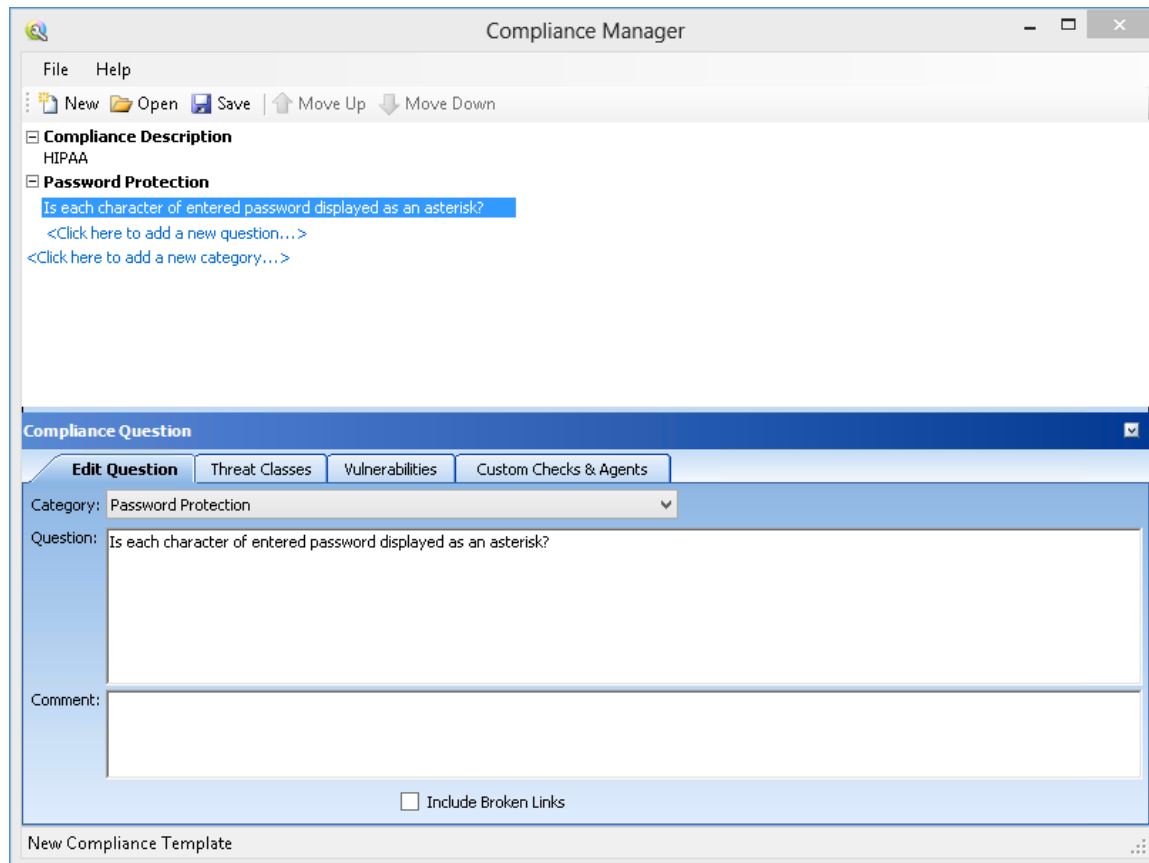 Compliance Manager
File Help
New Open Save Move Up Move Down
Compliance Description
HIPAA
Password Protection
Is each character of entered password displayed as an asterisk?
<Click here to add a new question...>
<Click here to add a new category...>
Compliance Question
Edit Question Threat Classes Vulnerabilities Custom Checks & Agents
Category: Password Protection
Question: Is each character of entered password displayed as an asterisk?
Comment:
Include Broken Links
New Compliance Template